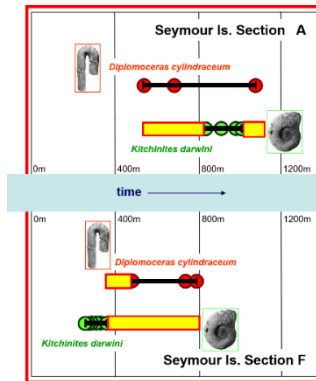 Seymour Is. Section A
Diplomoceras cylindraceum
Kitchinites darwini
0m 400m 800m 1200m
time
0m 400m 800m 1200m
Diplomoceras cylindraceum
Kitchinites darwini
Seymour Is. Section F